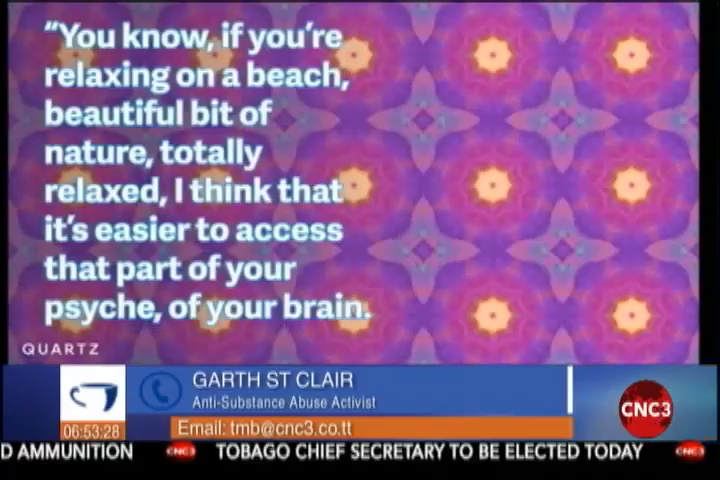 “You know, if you’re
relaxing on a beach,
beautiful bit of
nature, totally
relaxed, I think that
it’s easier to access
that part of your
psyche, of your brain.
QUARTZ
GARTH ST CLAIR
Anti-Substance Abuse Activist
CNC3
06:53:28
Email: tmb@cnc3.co.tt
D AMMUNITION CNC3 TOBAGO CHIEF SECRETARY TO BE ELECTED TODAY CNC3